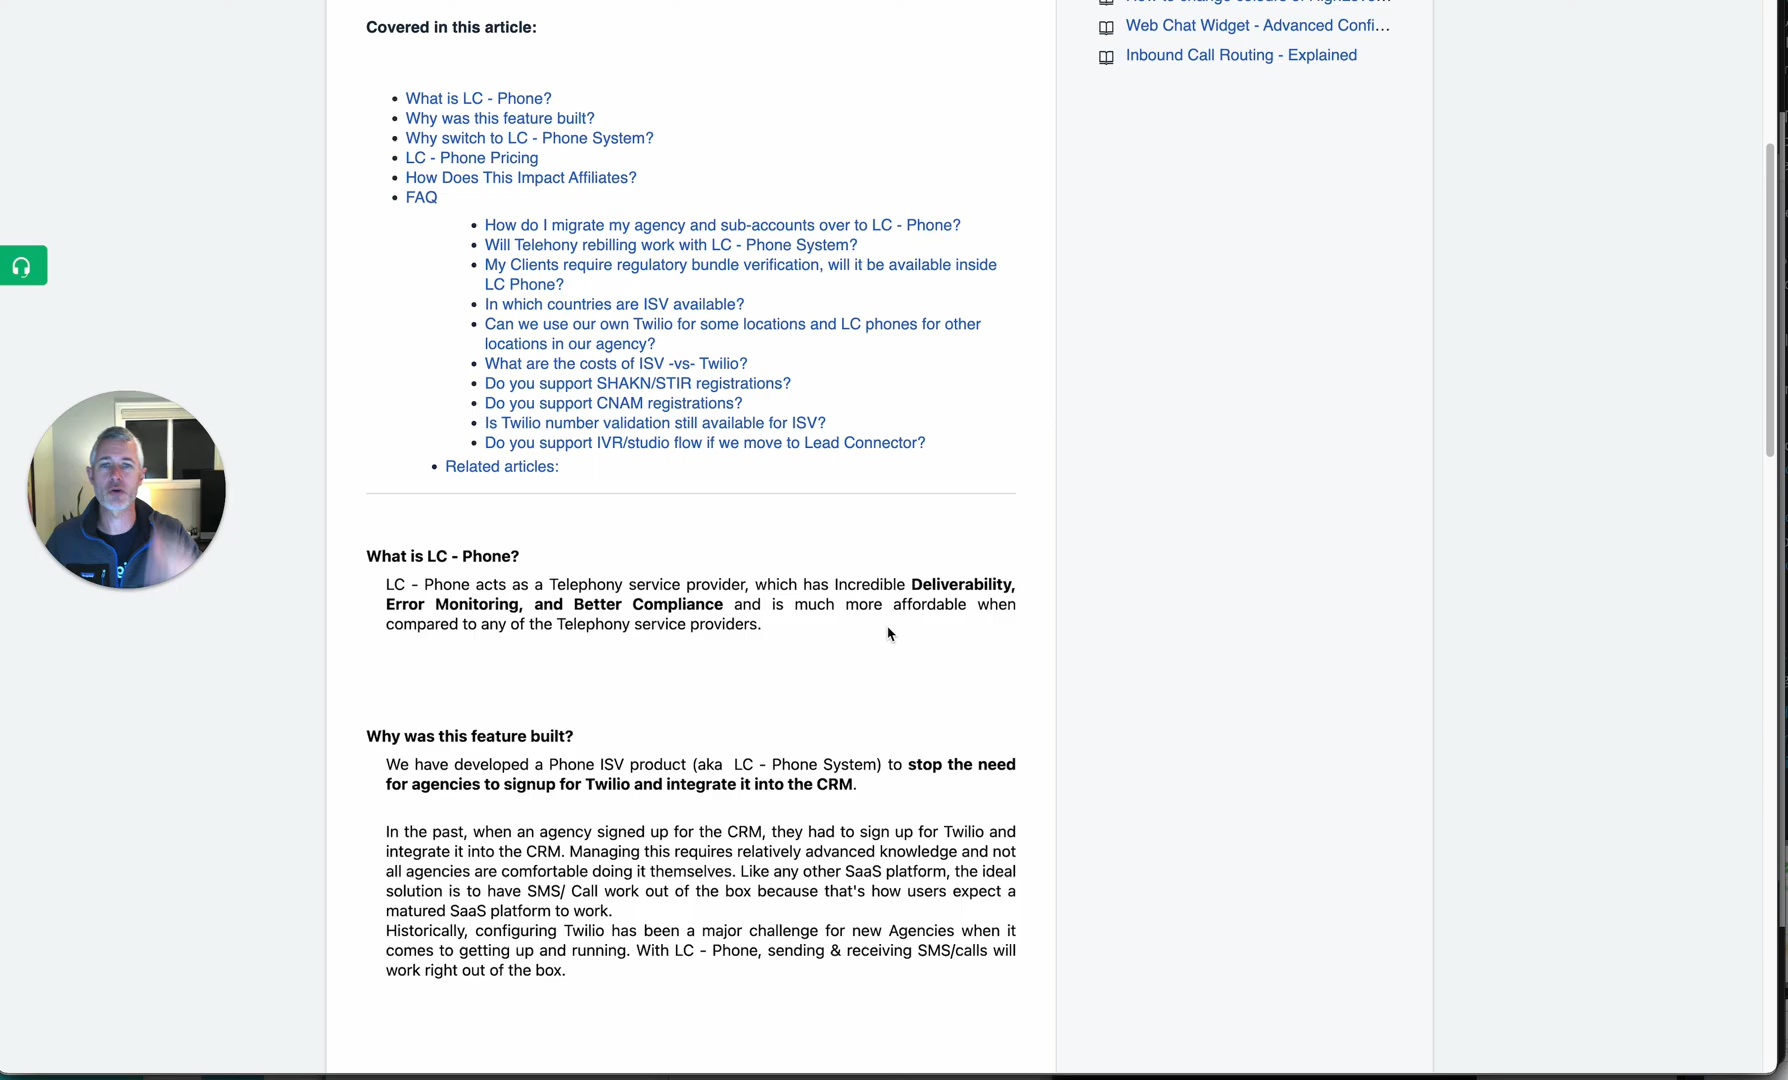 Covered in this article:
What is LC - Phone?
Why was this feature built?
Why switch to LC - Phone System?
LC - Phone Pricing
How Does This Impact Affiliates?
FAQ
How do I migrate my agency and sub-accounts over to LC - Phone?
Will Telehony rebilling work with LC - Phone System?
My Clients require regulatory bundle verification, will it be available inside
LC Phone?
In which countries are ISV available?
Can we use our own Twilio for some locations and LC phones for other
locations in our agency?
What are the costs of ISV -vs- Twilio?
Do you support SHAKN/STIR registrations?
Do you support CNAM registrations?
Is Twilio number validation still available for ISV?
Do you support IVR/studio flow if we move to Lead Connector?
Related articles:
What is LC - Phone?
LC - Phone acts as a Telephony service provider, which has Incredible Deliverability,
Error Monitoring, and Better Compliance and is much more affordable when
compared to any of the Telephony service providers.
Why was this feature built?
We have developed a Phone ISV product (aka LC - Phone System) to stop the need
for agencies to signup for Twilio and integrate it into the CRM.
In the past, when an agency signed up for the CRM, they had to sign up for Twilio and
integrate it into the CRM. Managing this requires relatively advanced knowledge and not
all agencies are comfortable doing it themselves. Like any other SaaS platform, the ideal
solution is to have SMS/ Call work out of the box because that's how users expect a
matured SaaS platform to work.
Historically, configuring Twilio has been a major challenge for new Agencies when it
comes to getting up and running. With LC - Phone, sending & receiving SMS/calls will
work right out of the box.
Web Chat Widget - Advanced Confi...
Inbound Call Routing - Explained